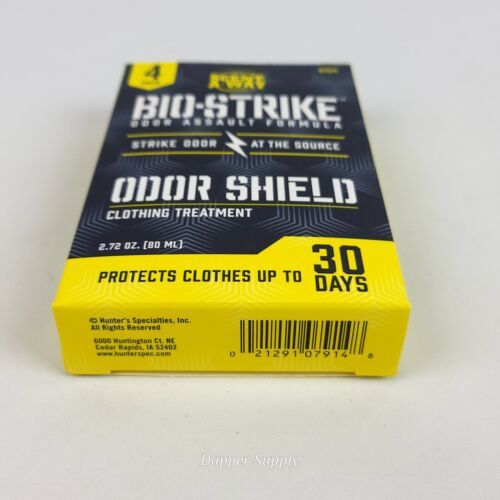 4
SCENT
A-WAY
BIO-STRIKE™
ODOR ASSAULT FORMULA
STRIKE ODOR AT THE SOURCE
ODOR SHIELD
CLOTHING TREATMENT
2.72 OZ. (80 ML)
PROTECTS CLOTHES UP TO 30 DAYS
© Hunter's Specialties, Inc.
All Rights Reserved
6000 Huntington Ct. NE
Cedar Rapids, IA 52402
www.hunterspec.com
0 21291 07914 8
Dapper Supply